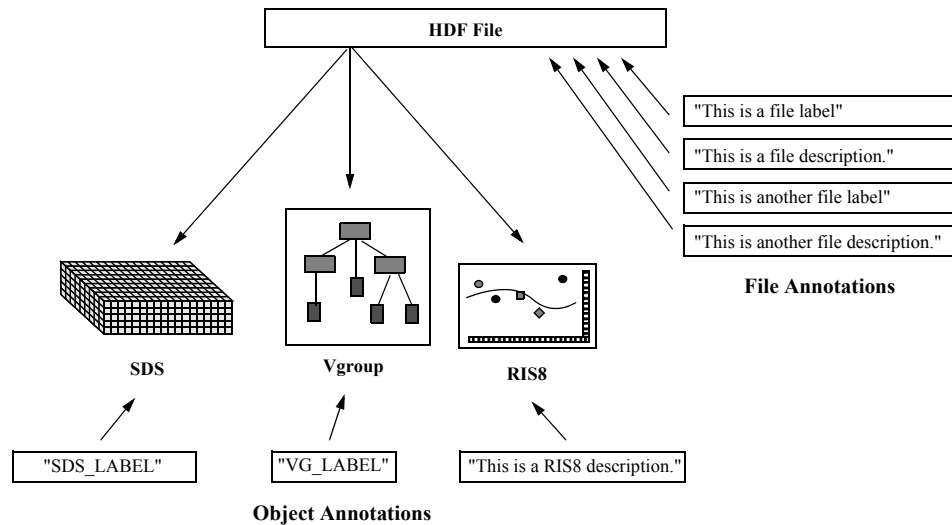 HDF File
"This is a file label"
"This is a file description."
"This is another file label"
"This is another file description."
File Annotations
SDS
Vgroup
RIS8
"SDS_LABEL"
"VG_LABEL"
"This is a RIS8 description."
Object Annotations